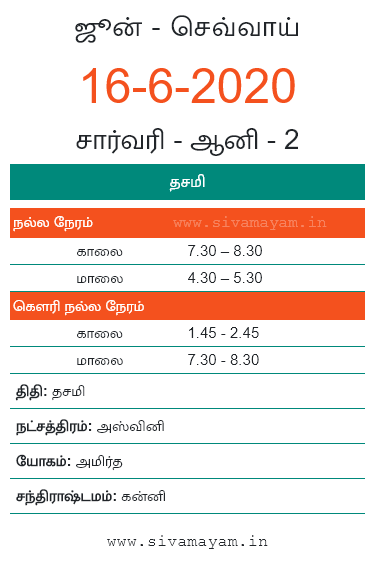 ஜூன் - செவ்வாய்
16-6-2020
சார்வரி - ஆனி - 2
தசமி
நல்ல நேரம் www.sivamayam.in
காலை 7.30 – 8.30
மாலை 4.30 – 5.30
கௌரி நல்ல நேரம்
காலை 1.45 - 2.45
மாலை 7.30 - 8.30
திதி: தசமி
நட்சத்திரம்: அஸ்வினி
யோகம்: அமிர்த
சந்திராஷ்டமம்: கன்னி
www.sivamayam.in